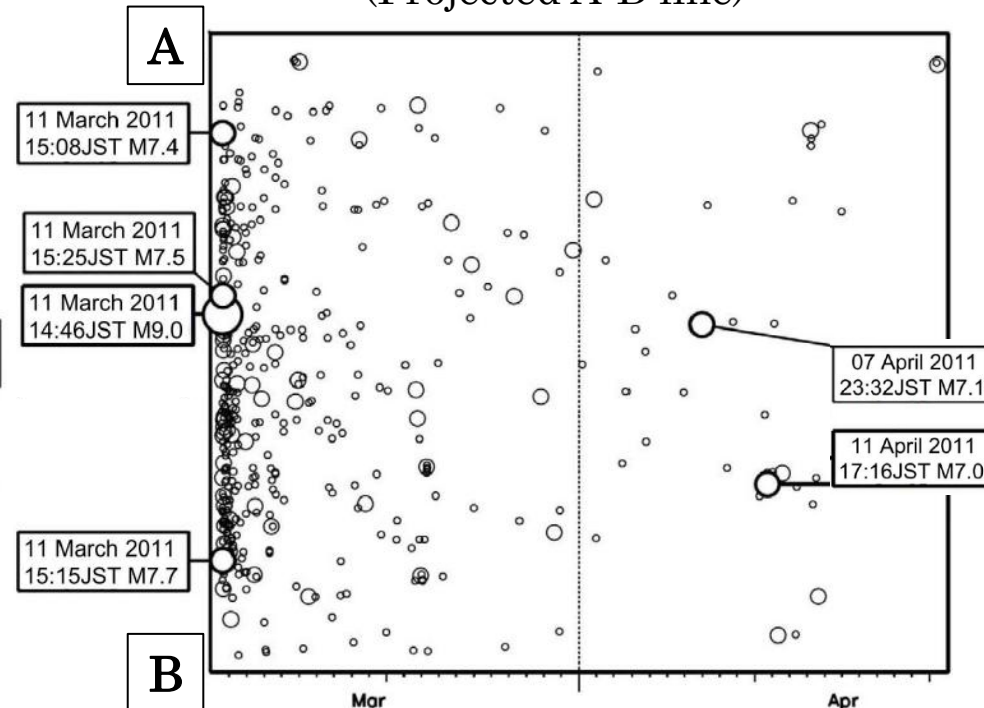 (Projected A-B line)
A
11 March 2011
15:08JST M7.4
11 March 2011
15:25JST M7.5
11 March 2011
14:46JST M9.0
07 April 2011
23:32JST M7.1
11 April 2011
17:16JST M7.0
11 March 2011
15:15JST M7.7
B
Mar
Apr